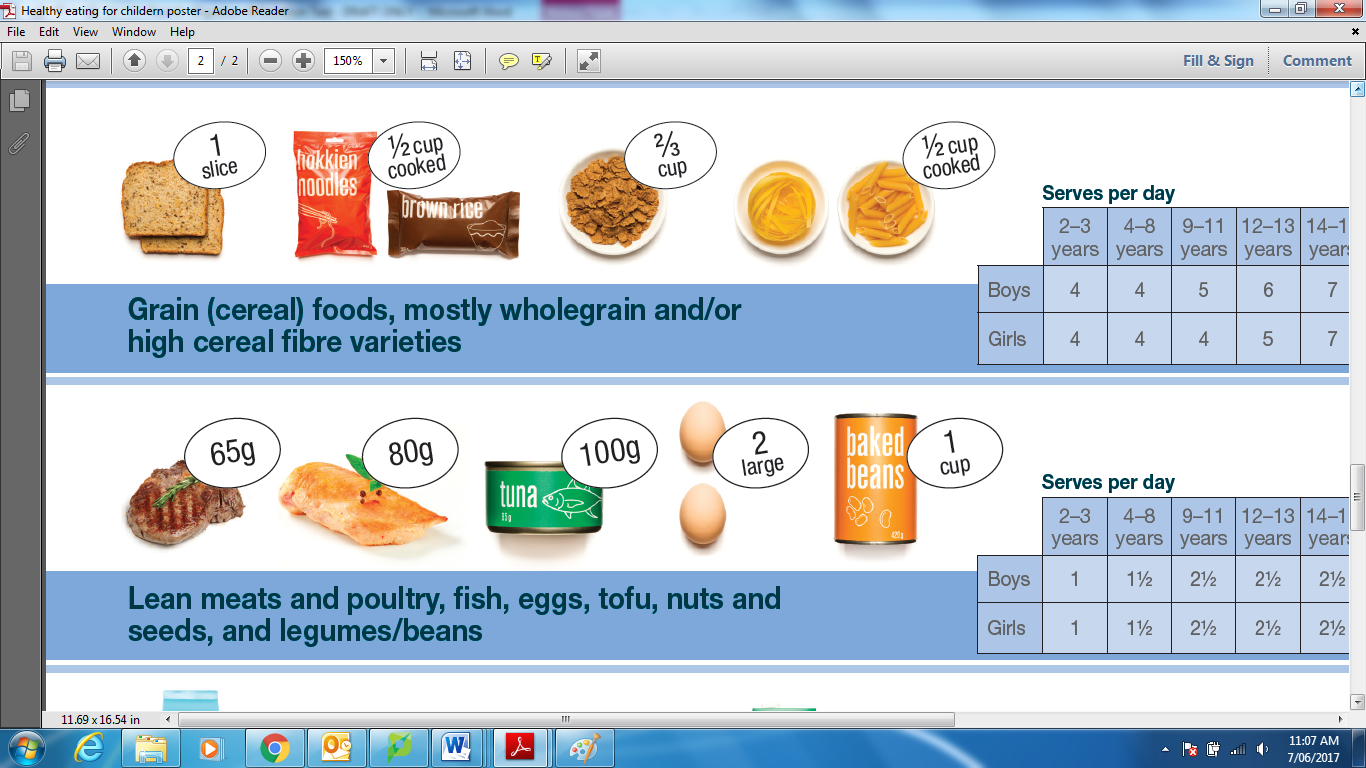 Healthy eating for childern poster - Adobe Reader
File Edit View Window Help
2 / 2 150% Fill & Sign Comment
1
slice
hokkien
noodles
½ cup
cooked
brown rice
⅔
cup
½ cup
cooked
Serves per day
2–3 years 4–8 years 9–11 years 12–13 years 14–1
Boys 4 4 5 6 7
Girls 4 4 4 5 7
Grain (cereal) foods, mostly wholegrain and/or
high cereal fibre varieties
65g
80g
tuna
95g
100g
2
large
baked
beans
420g
1
cup
Serves per day
2–3 years 4–8 years 9–11 years 12–13 years 14–1
Boys 1 1½ 2½ 2½ 2½
Girls 1 1½ 2½ 2½ 2½
Lean meats and poultry, fish, eggs, tofu, nuts and
seeds, and legumes/beans
11.69 x 16.54 in
11:07 AM
7/06/2017